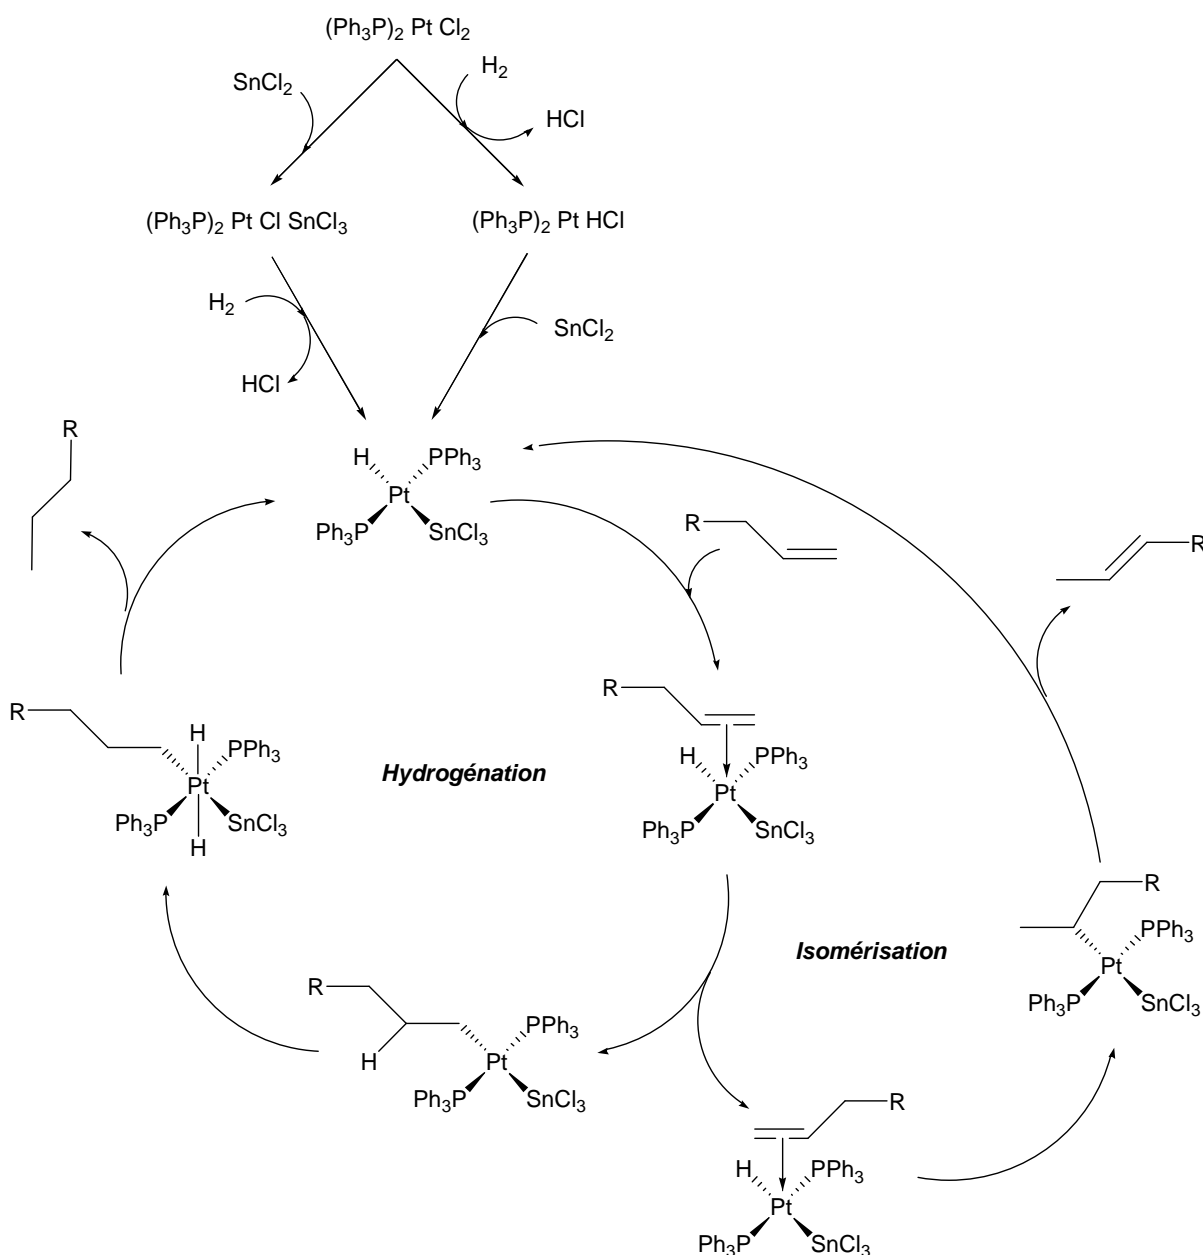 (Ph3P)2 Pt Cl2
SnCl2
H2
HCl
(Ph3P)2 Pt Cl SnCl3
(Ph3P)2 Pt HCl
H2
SnCl2
HCl
R
H
PPh3
Pt
Ph3P
SnCl3
R
R
R
H
PPh3
Pt
Ph3P
SnCl3
R
H
PPh3
Pt
Ph3P
SnCl3
H
Hydrogénation
Isomérisation
R
PPh3
Pt
Ph3P
SnCl3
R
H
PPh3
Pt
Ph3P
SnCl3
R
H
PPh3
Pt
Ph3P
SnCl3